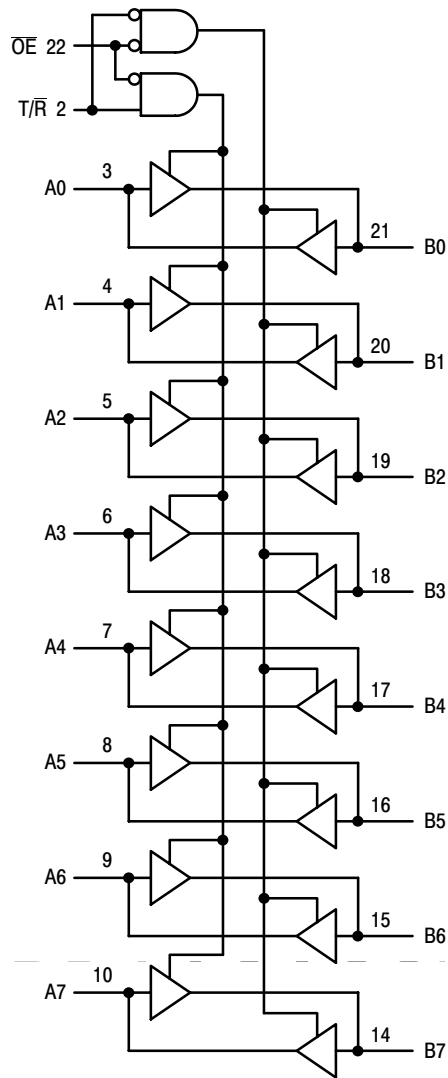 O̅E̅ 22
T/R̅ 2
A0 3
21 B0
A1 4
20 B1
A2 5
19 B2
A3 6
18 B3
A4 7
17 B4
A5 8
16 B5
A6 9
15 B6
A7 10
14 B7